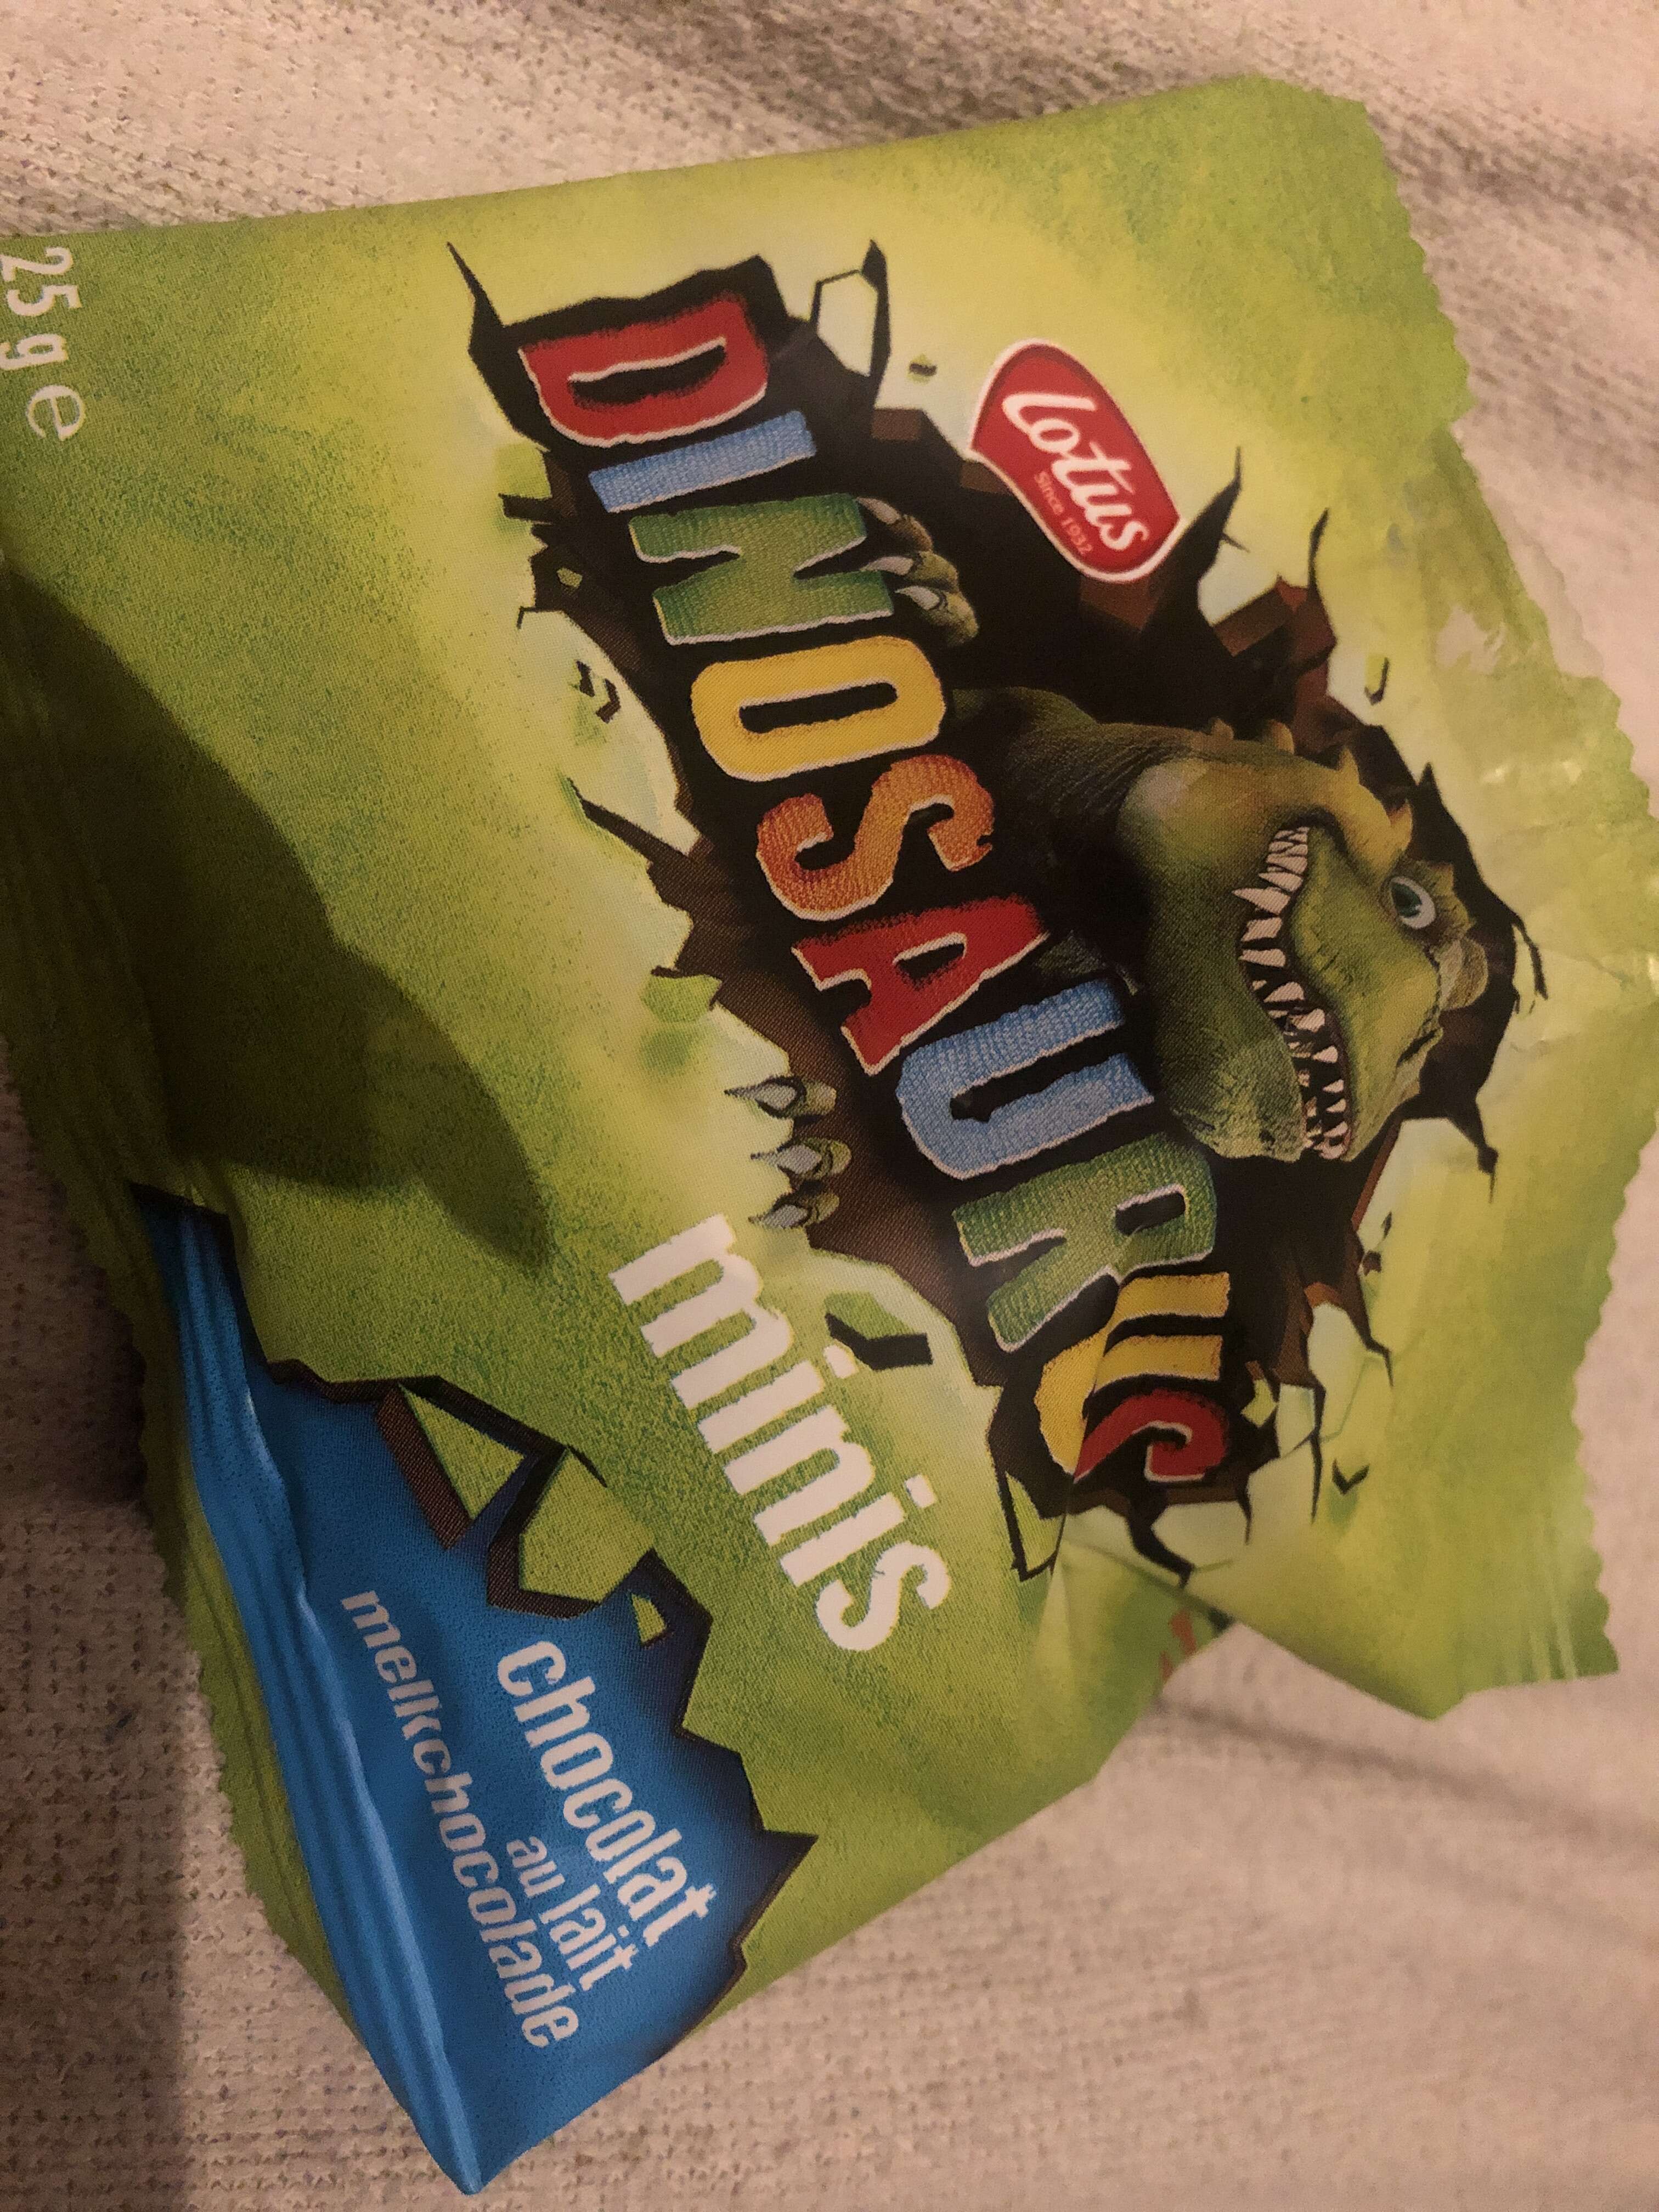 Lotus
Since 1932
DINOSAURUS
minis
chocolat
au lait
melkchocolade
25 g e